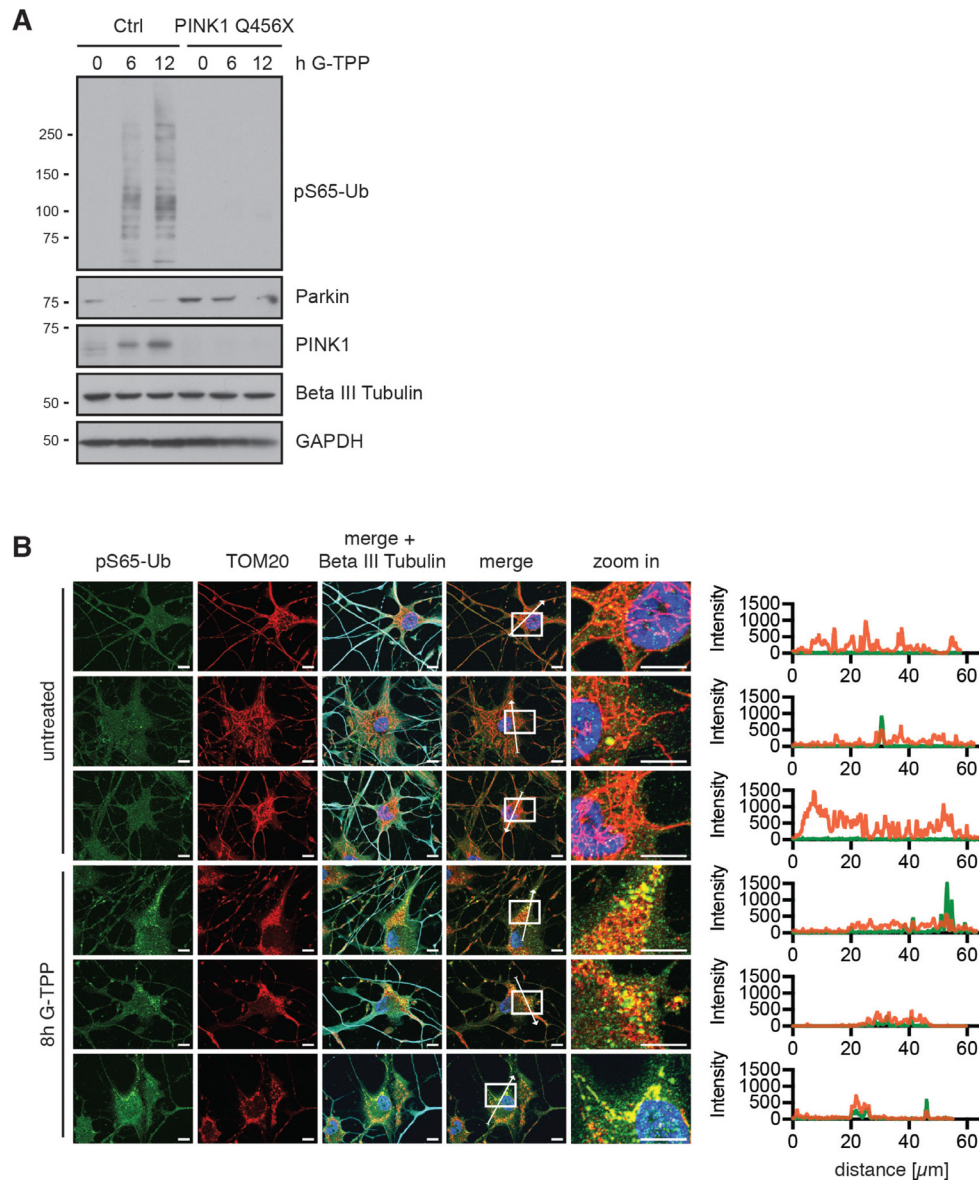 A
Ctrl PINK1 Q456X
0 6 12 0 6 12 h G-TPP
250 -
150 -
100 -
75 -
pS65-Ub
75 -
Parkin
75 -
PINK1
50 -
Beta III Tubulin
50 -
GAPDH
B
pS65-Ub TOM20 merge + Beta III Tubulin merge zoom in
untreated
8h G-TPP
Intensity
1500
1000
500
0
0 20 40 60
Intensity
1500
1000
500
0
0 20 40 60
Intensity
1500
1000
500
0
0 20 40 60
Intensity
1500
1000
500
0
0 20 40 60
Intensity
1500
1000
500
0
0 20 40 60
Intensity
1500
1000
500
0
0 20 40 60
distance [µm]